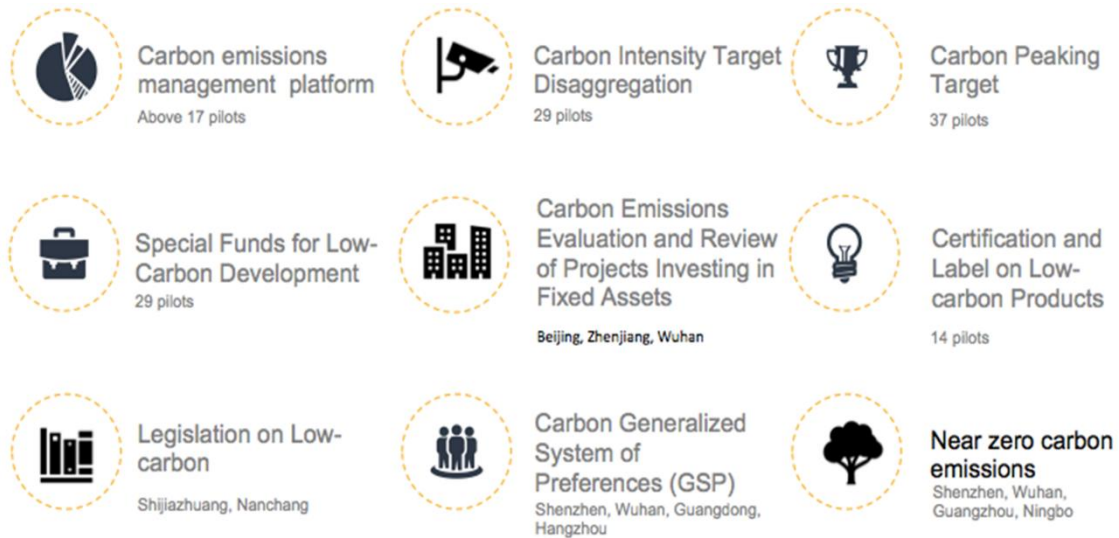 Carbon emissions
management platform
Above 17 pilots
Carbon Intensity Target
Disaggregation
29 pilots
Carbon Peaking
Target
37 pilots
Special Funds for Low-
Carbon Development
29 pilots
Carbon Emissions
Evaluation and Review
of Projects Investing in
Fixed Assets
Beijing, Zhenjiang, Wuhan
Certification and
Label on Low-
carbon Products
14 pilots
Legislation on Low-
carbon
Shijiazhuang, Nanchang
Carbon Generalized
System of
Preferences (GSP)
Shenzhen, Wuhan, Guangdong,
Hangzhou
Near zero carbon
emissions
Shenzhen, Wuhan,
Guangzhou, Ningbo